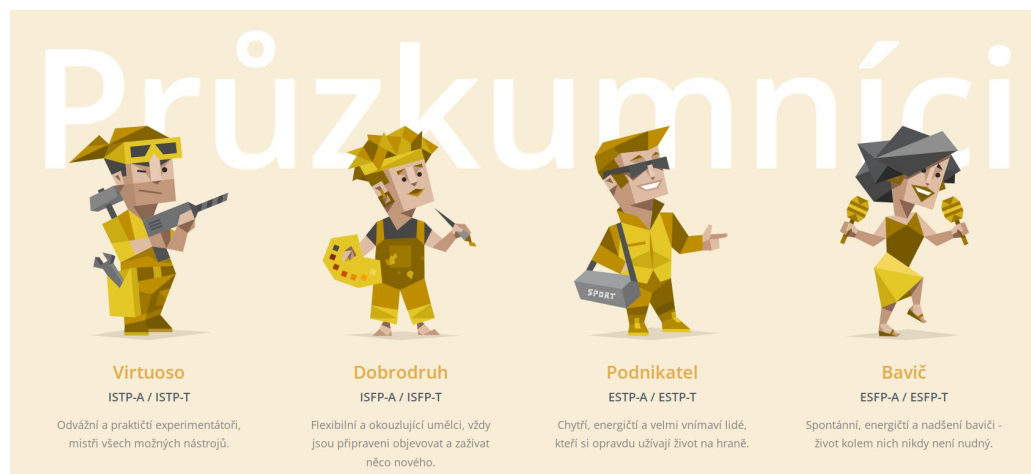 Průzkumníci
SPORT
Virtuoso
ISTP-A / ISTP-T
Odvážní a praktičtí experimentátoři,
mistři všech možných nástrojů.
Dobrodruh
ISFP-A / ISFP-T
Flexibilní a okouzlující umělci, vždy
jsou připraveni objevovat a zažívat
něco nového.
Podnikatel
ESTP-A / ESTP-T
Chytří, energičtí a velmi vnímaví lidé,
kteří si opravdu užívají život na hraně.
Bavič
ESFP-A / ESFP-T
Spontánní, energičtí a nadšení baviči -
život kolem nich nikdy není nudný.